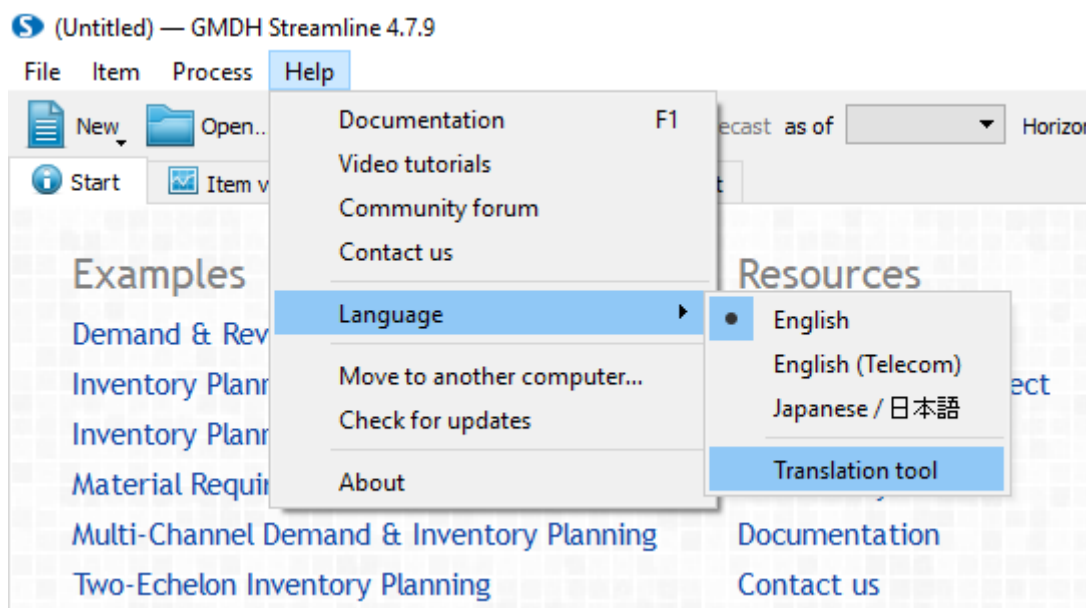 (Untitled) — GMDH Streamline 4.7.9
File Item Process Help
New Open... ecast as of Horizo
Start Item v t
Documentation F1
Video tutorials
Community forum
Contact us
Language
Move to another computer...
Check for updates
About
English
English (Telecom)
Japanese / 日本語
Translation tool
Examples
Demand & Rev
Inventory Plann
Inventory Plann
Material Requir
Multi-Channel Demand & Inventory Planning
Two-Echelon Inventory Planning
Resources
ect
Documentation
Contact us